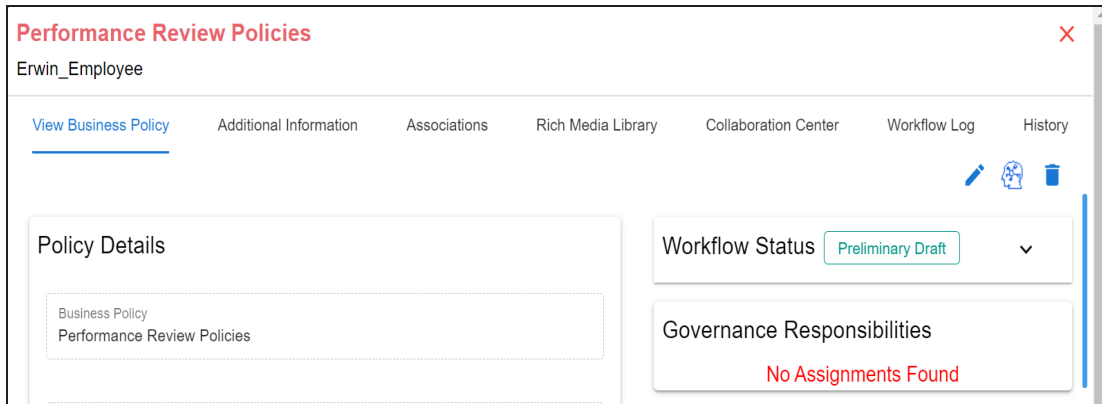 Performance Review Policies
Erwin_Employee
View Business Policy Additional Information Associations Rich Media Library Collaboration Center Workflow Log History
Policy Details
Business Policy
Performance Review Policies
Workflow Status Preliminary Draft
Governance Responsibilities
No Assignments Found